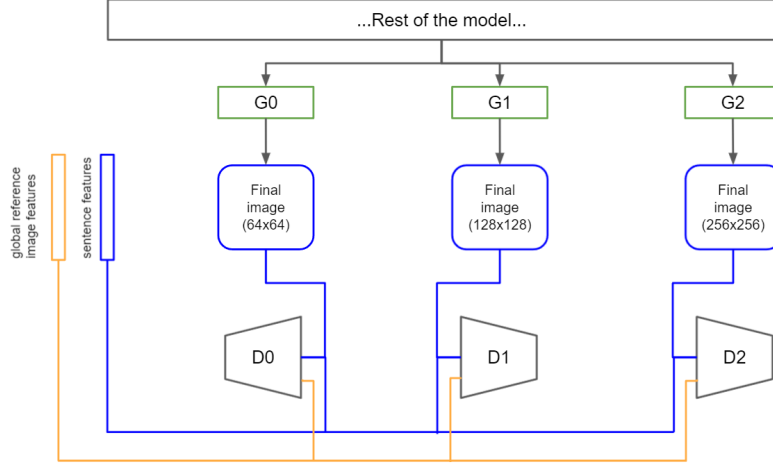 ...Rest of the model...
G0
G1
G2
global reference
image features
sentence features
Final
image
(64x64)
Final
image
(128x128)
Final
image
(256x256)
D0
D1
D2